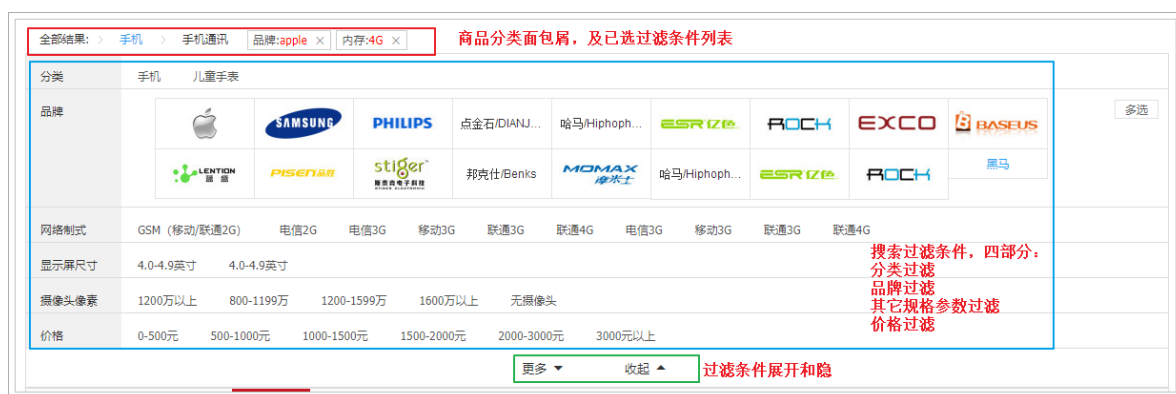 全部结果: 手机 手机通讯 品牌:apple × 内存:4G × 商品分类面包屑，及已选过滤条件列表
分类 手机 儿童手表
品牌 SAMSUNG PHILIPS 点金石/DIANJ... 哈马/Hiphoph... ESR亿色 ROCK EXCO BASEUS 多选
LENTION 蓝盛 PISEN品胜 stiger 邦克仕/Benks MOMAX 摩米士 哈马/Hiphoph... ESR亿色 ROCK 黑马
网络制式 GSM（移动/联通2G） 电信2G 电信3G 移动3G 联通3G 联通4G 电信3G 移动3G 联通3G 联通4G
显示屏尺寸 4.0-4.9英寸 4.0-4.9英寸
摄像头像素 1200万以上 800-1199万 1200-1599万 1600万以上 无摄像头
价格 0-500元 500-1000元 1000-1500元 1500-2000元 2000-3000元 3000元以上
搜索过滤条件，四部分：
分类过滤
品牌过滤
其它规格参数过滤
价格过滤
更多 收起 过滤条件展开和隐